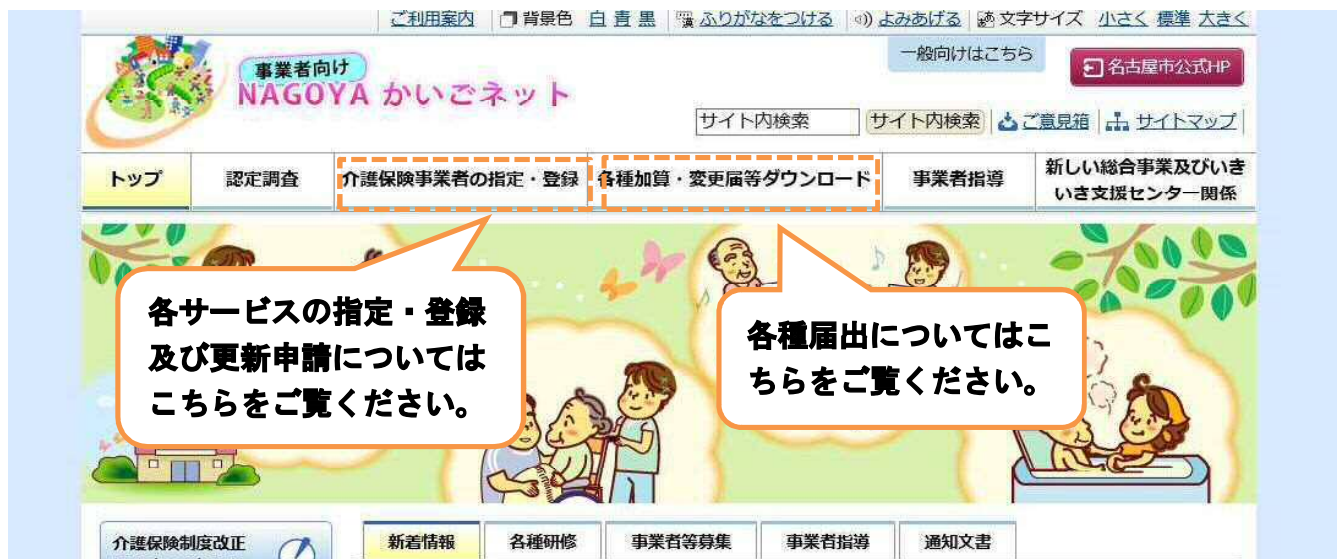 ご利用案内 背景色 白 青 黒 ふりがなをつける よみあげる 文字サイズ 小さく 標準 大きく
一般向けはこちら
名古屋市公式HP
事業者向け
NAGOYA かいごネット
サイト内検索 サイト内検索 ご意見箱 サイトマップ
トップ 認定調査 介護保険事業者の指定・登録 各種加算・変更届等ダウンロード 事業者指導 新しい総合事業及びいき
いき支援センター関係
各サービスの指定・登録
及び更新申請については
こちらをご覧ください。
各種届出についてはこ
ちらをご覧ください。
介護保険制度改正
新着情報 各種研修 事業者等募集 事業者指導 通知文書